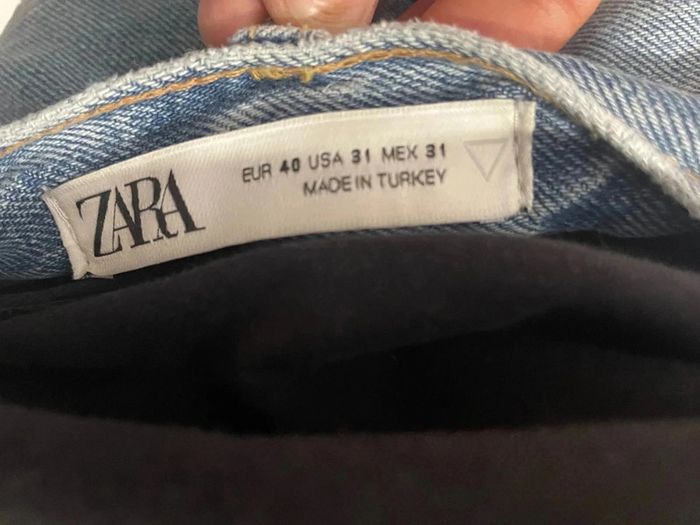 ZARA
EUR 40 USA 31 MEX 31
MADE IN TURKEY